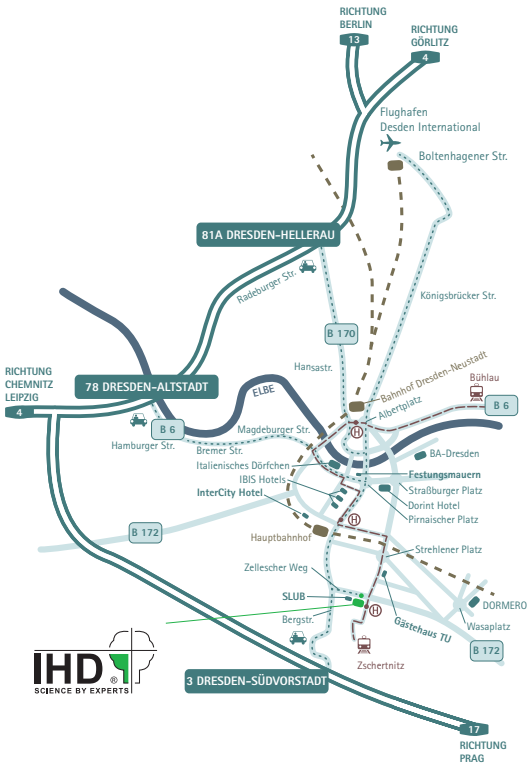 RICHTUNG
BERLIN
13
RICHTUNG
GÖRLITZ
4
Flughafen
Desden International
Boltenhagener Str.
81A DRESDEN-HELLERAU
Radeburger Str.
Königsbrücker Str.
B 170
Hansastr.
RICHTUNG
CHEMNITZ
LEIPZIG
4
78 DRESDEN-ALTSTADT
ELBE
Bahnhof Dresden-Neustadt
Albertplatz
Bühlau
B 6
B 6
Hamburger Str.
Magdeburger Str.
Bremer Str.
H
Italienisches Dörfchen
IBIS Hotels
InterCity Hotel
BA-Dresden
Festungsmauern
Straßburger Platz
Dorint Hotel
Pirnaischer Platz
H
B 172
Hauptbahnhof
Strehlener Platz
Zellescher Weg
SLUB
Bergstr.
H
Gästehaus TU
DORMERO
Wasaplatz
B 172
Zschertnitz
IHD
®
SCIENCE BY EXPERTS
3 DRESDEN-SÜDVORSTADT
17
RICHTUNG
PRAG